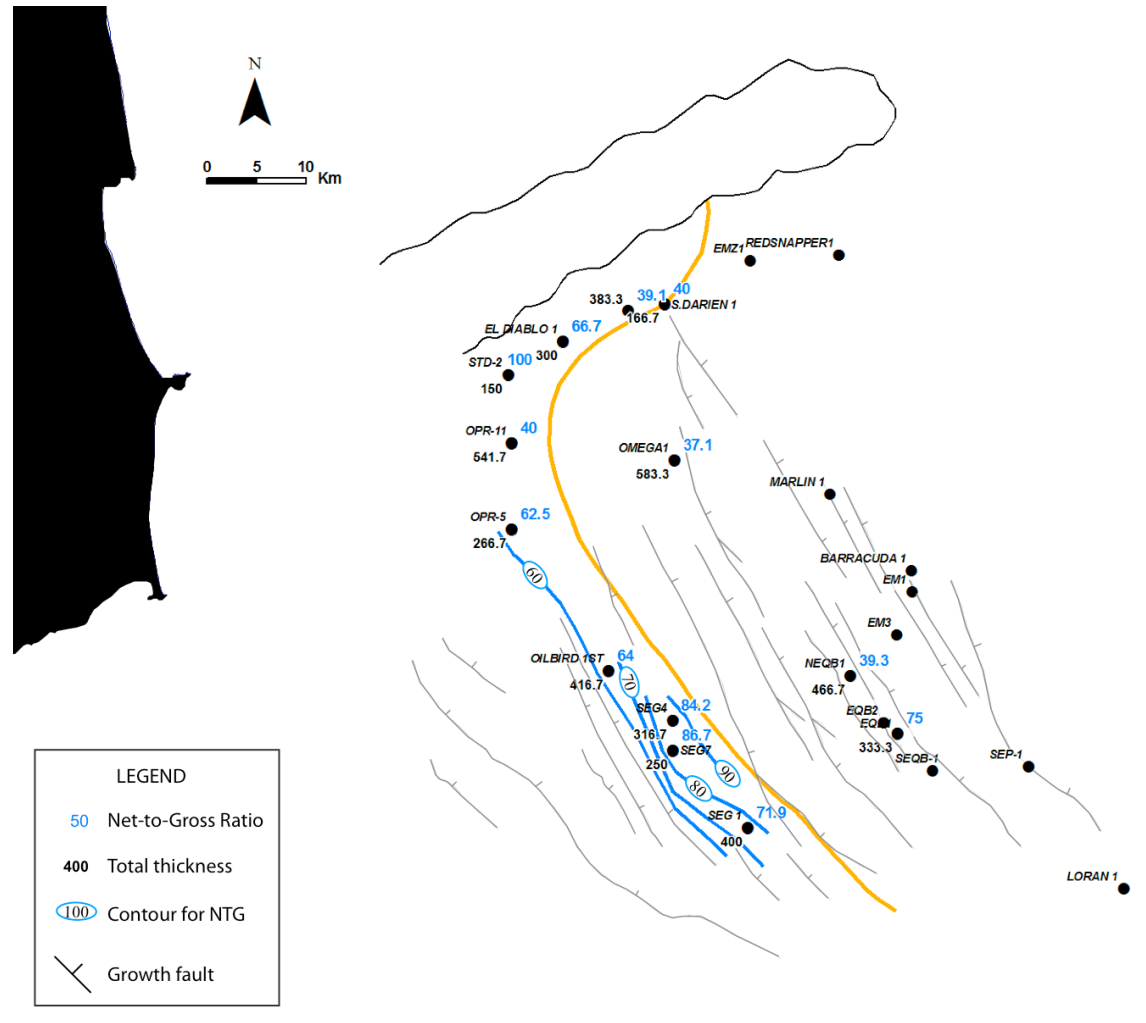 N
0 5 10
Km
EMZ1
REDSNAPPER1
39.1
40
383.3
166.7
S.DARIEN 1
EL DIABLO 1
66.7
300
STD-2
100
150
OPR-11
40
541.7
OMEGA1
37.1
583.3
MARLIN 1
OPR-5
62.5
266.7
60
BARRACUDA 1
EM1
EM3
OILBIRD 1ST
64
416.7
70
NEQB1
39.3
466.7
SEG4
84.2
316.7
86.7
SEG7
250
EQB2
75
333.3
SEQB-1
SEP-1
90
80
SEG 1
71.9
400
LORAN 1
LEGEND
50 Net-to-Gross Ratio
400 Total thickness
100 Contour for NTG
Growth fault